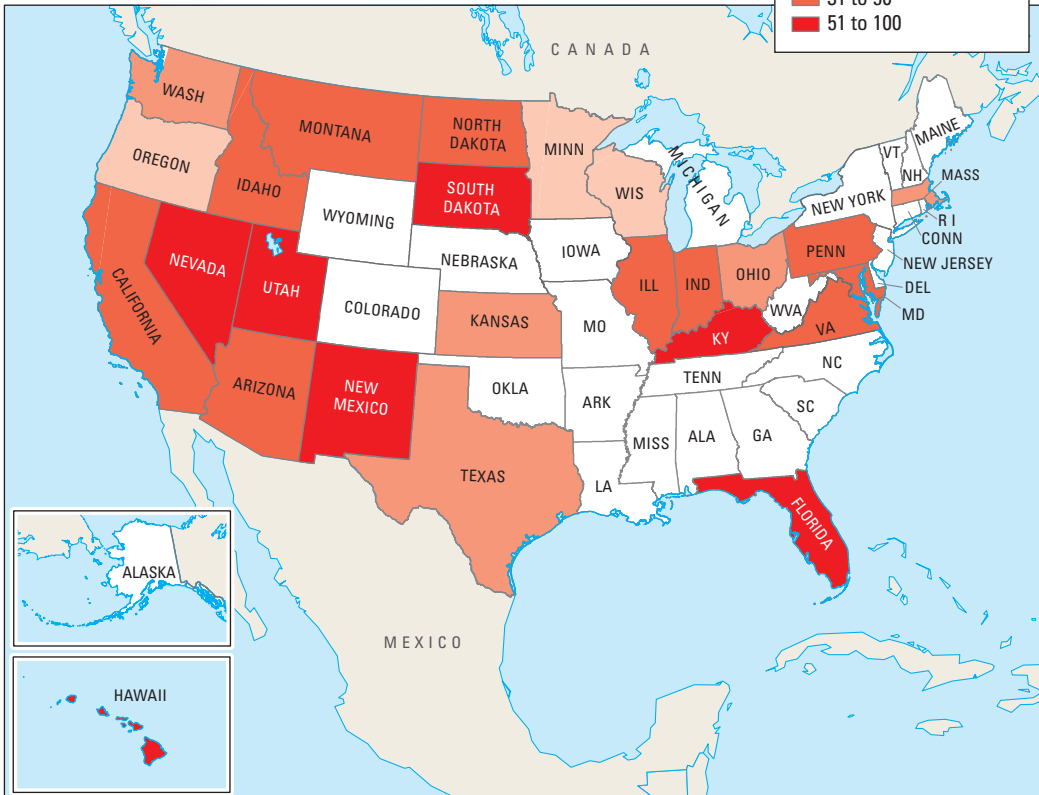 51 to 100
CANADA
WASH
MONTANA
NORTH
DAKOTA
MINN
OREGON
IDAHO
SOUTH
DAKOTA
WIS
MICHIGAN
MAINE
VT
NH
MASS
NEW YORK
R I
CONN
WYOMING
IOWA
NEBRASKA
PENN
NEW JERSEY
NEVADA
UTAH
COLORADO
ILL
IND
OHIO
DEL
MD
WVA
VA
CALIFORNIA
KANSAS
MO
KY
NC
TENN
ARIZONA
NEW
MEXICO
OKLA
ARK
SC
MISS
ALA
GA
TEXAS
LA
FLORIDA
ALASKA
MEXICO
HAWAII